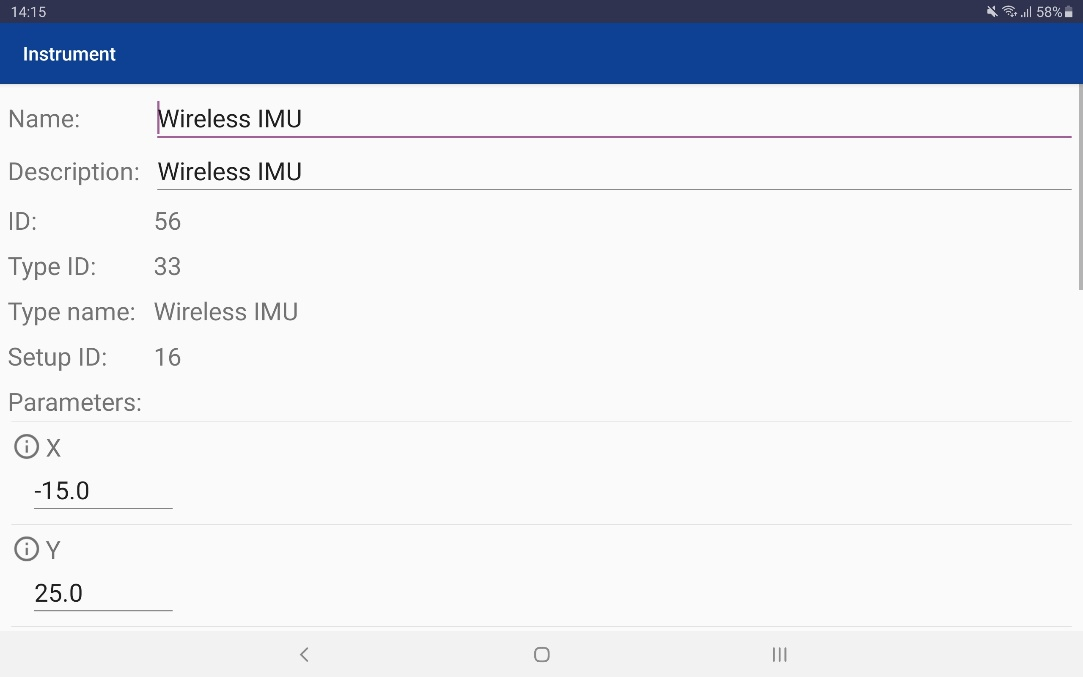 14:15 58%
Instrument
Name: Wireless IMU
Description: Wireless IMU
ID: 56
Type ID: 33
Type name: Wireless IMU
Setup ID: 16
Parameters:
X
-15.0
Y
25.0